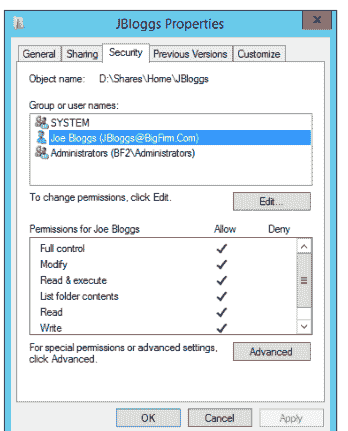 JBloggs Properties
x
General Sharing Security Previous Versions Customize
Object name: D:\Shares\Home\JBloggs
Group or user names:
SYSTEM
Joe Bloggs (JBloggs@BigFirm.Com)
Administrators (BF2\Administrators)
To change permissions, click Edit.
Edit...
Permissions for Joe Bloggs Allow Deny
Full control
Modify
Read & execute
List folder contents
Read
Write
For special permissions or advanced settings,
click Advanced.
Advanced
OK Cancel Apply